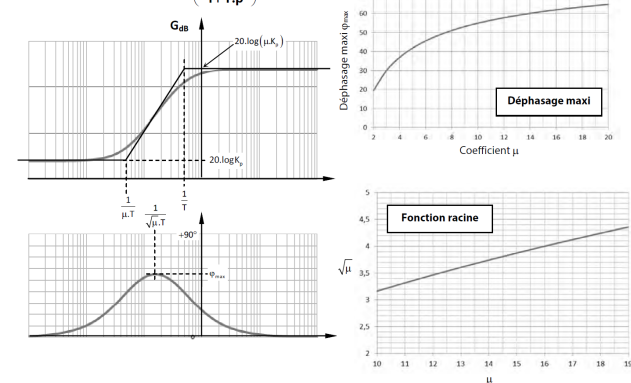 1+T.p
G_dB
20.log(μ.K_p)
20.logK_p
1/μ.T
1/√μ.T
1/T
+90°
φ_max
0
Déphasage maxi φ_max
60
50
40
30
20
10
0
2 4 6 8 10 12 14 16 18 20
Coefficient μ
Déphasage maxi
Fonction racine
√μ
5
4,5
4
3,5
3
2,5
2
10 11 12 13 14 15 16 17 18 19
μ